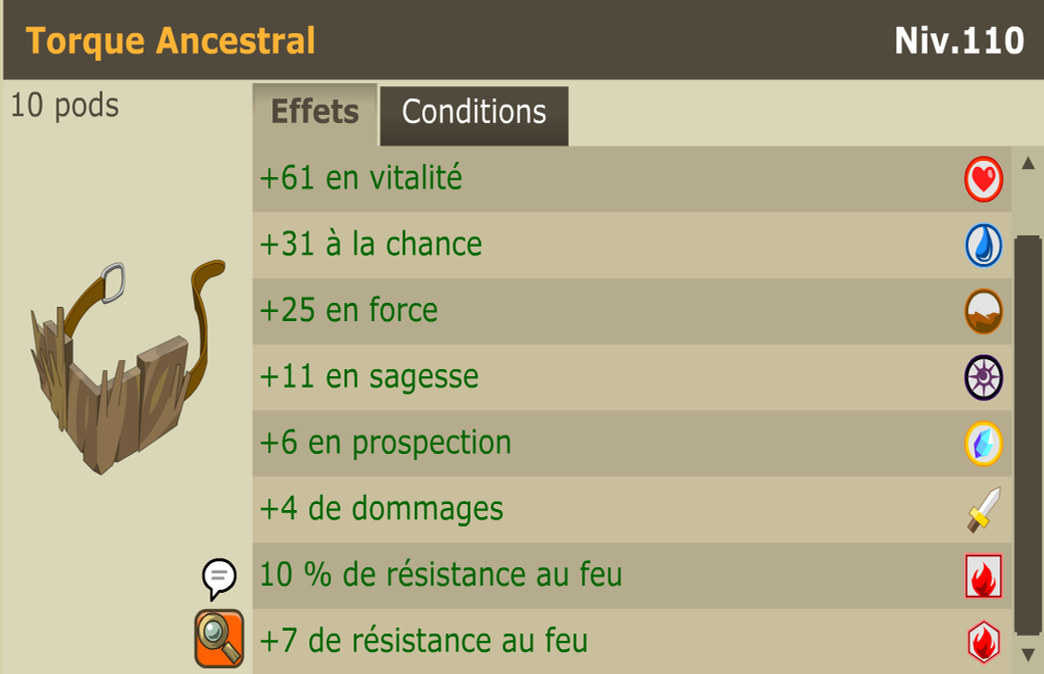 Torque Ancestral
Niv.110
10 pods
Effets
Conditions
+61 en vitalité
+31 à la chance
+25 en force
+11 en sagesse
+6 en prospection
+4 de dommages
10 % de résistance au feu
+7 de résistance au feu